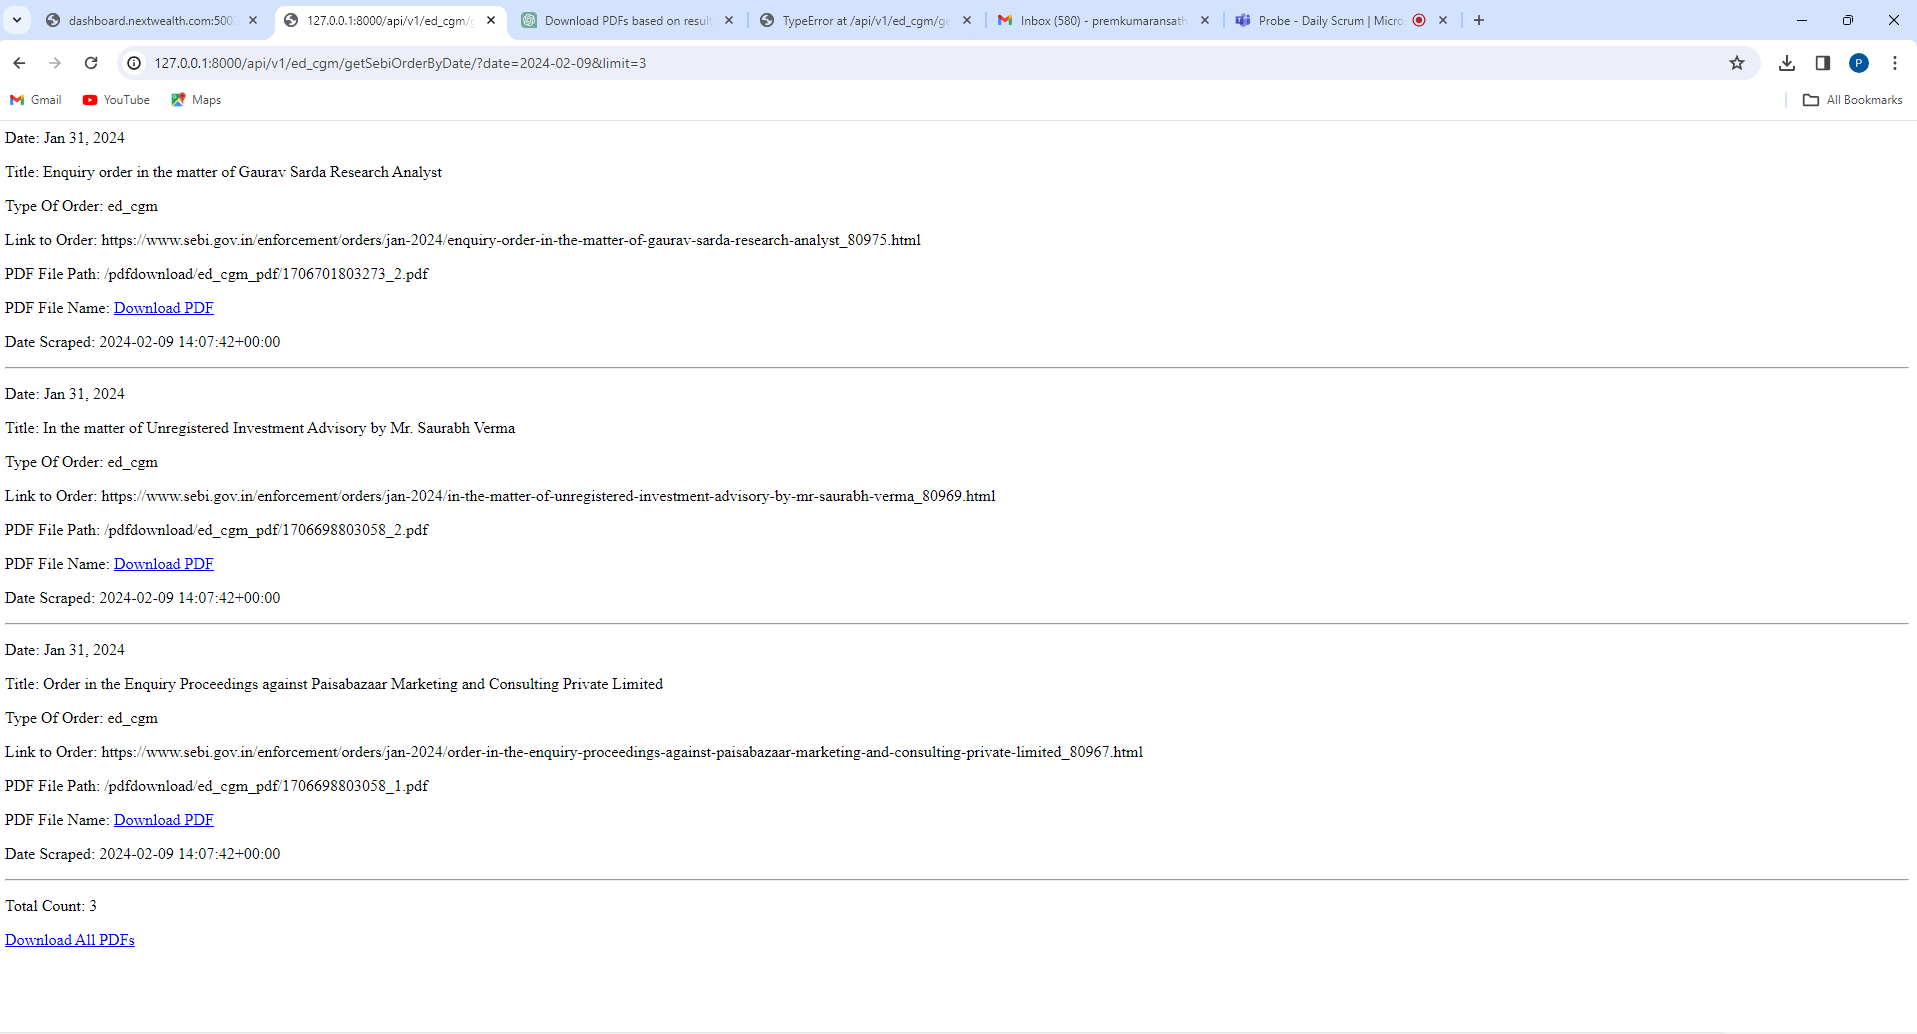 dashboard.nextwealth.com:500
127.0.0.1:8000/api/v1/ed_cgm/
Download PDFs based on result
TypeError at /api/v1/ed_cgm/ge
Inbox (580) - premkumaransath
Probe - Daily Scrum | Micro
127.0.0.1:8000/api/v1/ed_cgm/getSebiOrderByDate/?date=2024-02-09&limit=3
P
Gmail
YouTube
Maps
All Bookmarks
Date: Jan 31, 2024
Title: Enquiry order in the matter of Gaurav Sarda Research Analyst
Type Of Order: ed_cgm
Link to Order: https://www.sebi.gov.in/enforcement/orders/jan-2024/enquiry-order-in-the-matter-of-gaurav-sarda-research-analyst_80975.html
PDF File Path: /pdfdownload/ed_cgm_pdf/1706701803273_2.pdf
PDF File Name: Download PDF
Date Scraped: 2024-02-09 14:07:42+00:00
Date: Jan 31, 2024
Title: In the matter of Unregistered Investment Advisory by Mr. Saurabh Verma
Type Of Order: ed_cgm
Link to Order: https://www.sebi.gov.in/enforcement/orders/jan-2024/in-the-matter-of-unregistered-investment-advisory-by-mr-saurabh-verma_80969.html
PDF File Path: /pdfdownload/ed_cgm_pdf/1706698803058_2.pdf
PDF File Name: Download PDF
Date Scraped: 2024-02-09 14:07:42+00:00
Date: Jan 31, 2024
Title: Order in the Enquiry Proceedings against Paisabazaar Marketing and Consulting Private Limited
Type Of Order: ed_cgm
Link to Order: https://www.sebi.gov.in/enforcement/orders/jan-2024/order-in-the-enquiry-proceedings-against-paisabazaar-marketing-and-consulting-private-limited_80967.html
PDF File Path: /pdfdownload/ed_cgm_pdf/1706698803058_1.pdf
PDF File Name: Download PDF
Date Scraped: 2024-02-09 14:07:42+00:00
Total Count: 3
Download All PDFs